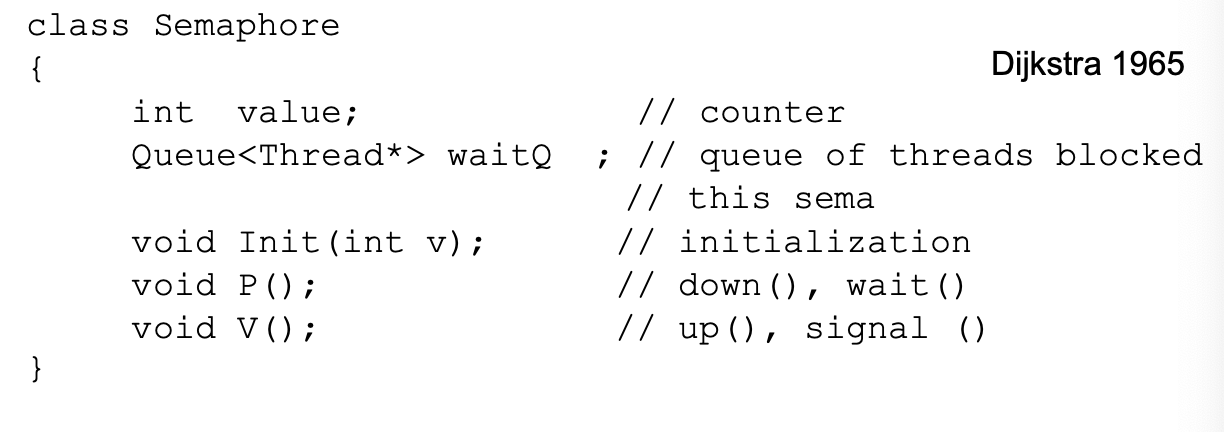 class Semaphore
{
Dijkstra 1965
int value; // counter
Queue<Thread*> waitQ ; // queue of threads blocked
// this sema
void Init(int v); // initialization
void P(); // down(), wait()
void V(); // up(), signal ()
}